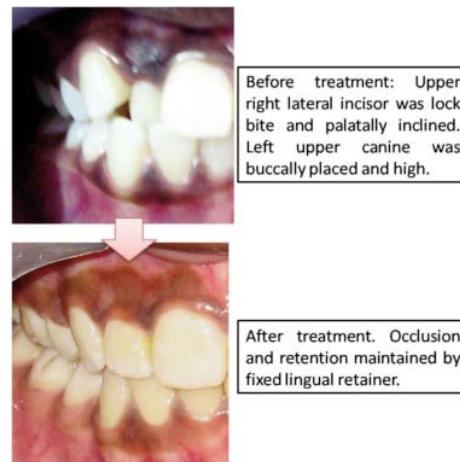 Before treatment: Upper
right lateral incisor was lock
bite and palatally inclined.
Left upper canine was
buccally placed and high.
After treatment. Occlusion
and retention maintained by
fixed lingual retainer.